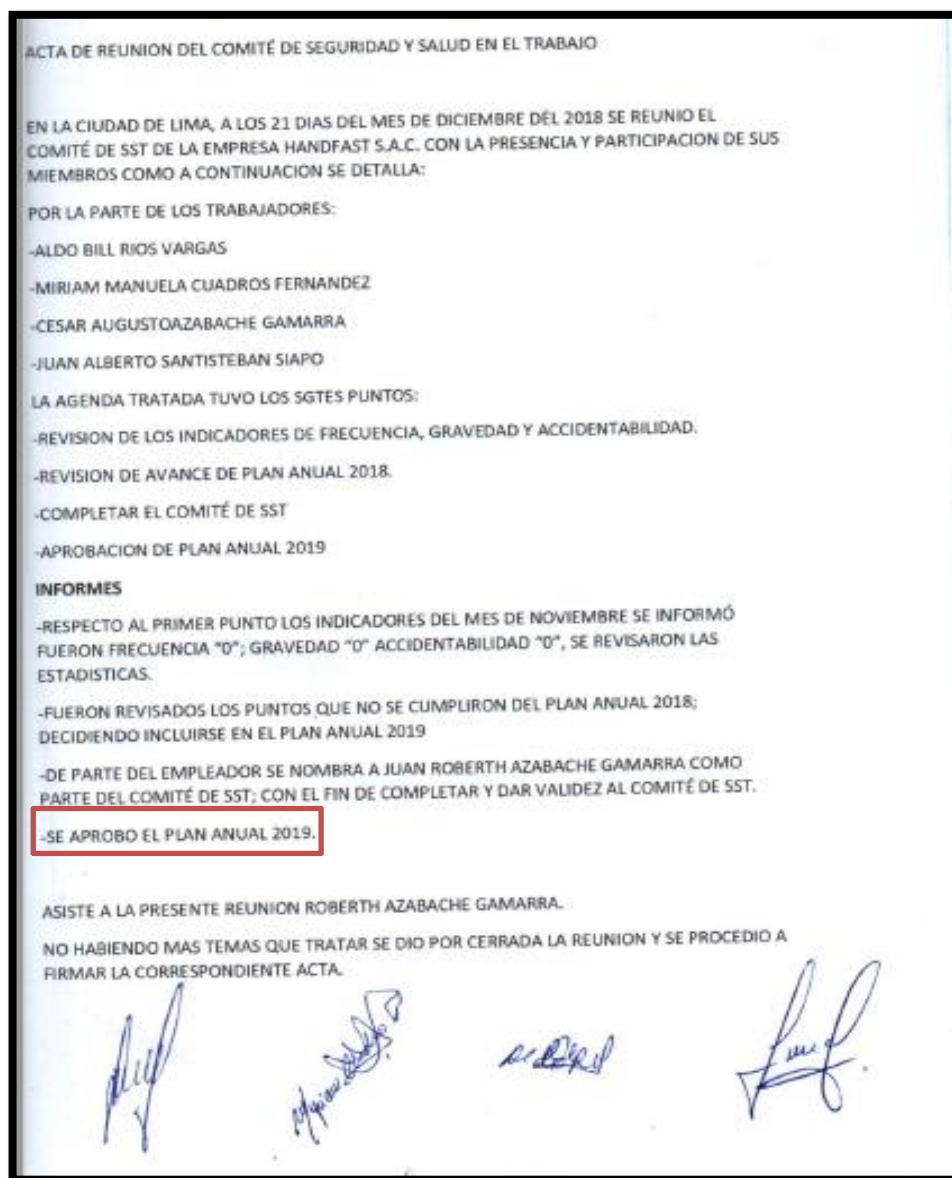 ACTA DE REUNION DEL COMITÉ DE SEGURIDAD Y SALUD EN EL TRABAJO
EN LA CIUDAD DE LIMA, A LOS 21 DIAS DEL MES DE DICIEMBRE DEL 2018 SE REUNIO EL
COMITÉ DE SST DE LA EMPRESA HANDFAST S.A.C. CON LA PRESENCIA Y PARTICIPACION DE SUS
MIEMBROS COMO A CONTINUACION SE DETALLA:
POR LA PARTE DE LOS TRABAJADORES:
-ALDO BILL RIOS VARGAS
-MIRIAM MANUELA CUADROS FERNANDEZ
-CESAR AUGUSTOAZABACHE GAMARRA
-JUAN ALBERTO SANTISTEBAN SIAPO
LA AGENDA TRATADA TUVO LOS SGTES PUNTOS:
-REVISION DE LOS INDICADORES DE FRECUENCIA, GRAVEDAD Y ACCIDENTABILIDAD.
-REVISION DE AVANCE DE PLAN ANUAL 2018.
-COMPLETAR EL COMITÉ DE SST
-APROBACION DE PLAN ANUAL 2019
INFORMES
-RESPECTO AL PRIMER PUNTO LOS INDICADORES DEL MES DE NOVIEMBRE SE INFORMÓ
FUERON FRECUENCIA "0"; GRAVEDAD "0" ACCIDENTABILIDAD "0", SE REVISARON LAS
ESTADISTICAS.
-FUERON REVISADOS LOS PUNTOS QUE NO SE CUMPLIRON DEL PLAN ANUAL 2018;
DECIDIENDO INCLUIRSE EN EL PLAN ANUAL 2019
-DE PARTE DEL EMPLEADOR SE NOMBRA A JUAN ROBERTH AZABACHE GAMARRA COMO
PARTE DEL COMITÉ DE SST; CON EL FIN DE COMPLETAR Y DAR VALIDEZ AL COMITÉ DE SST.
-SE APROBO EL PLAN ANUAL 2019.
ASISTE A LA PRESENTE REUNION ROBERTH AZABACHE GAMARRA.
NO HABIENDO MAS TEMAS QUE TRATAR SE DIO POR CERRADA LA REUNION Y SE PROCEDIO A
FIRMAR LA CORRESPONDIENTE ACTA.